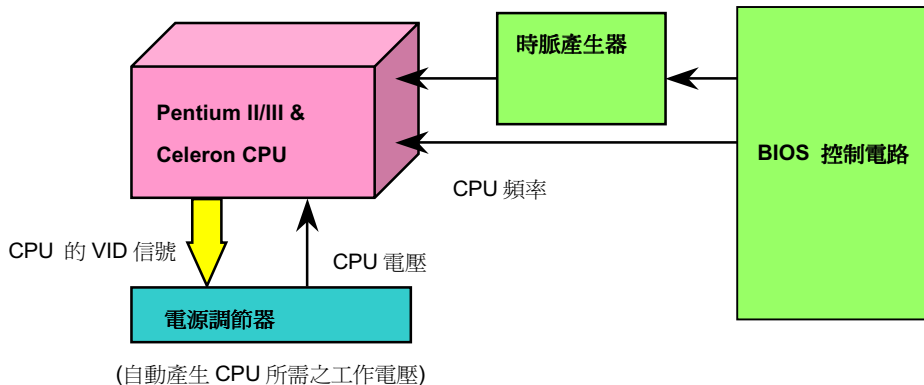 時脈產生器
Pentium II/III &
Celeron CPU
BIOS 控制電路
CPU 頻率
CPU 的 VID 信號
CPU 電壓
電源調節器
(自動產生 CPU 所需之工作電壓)